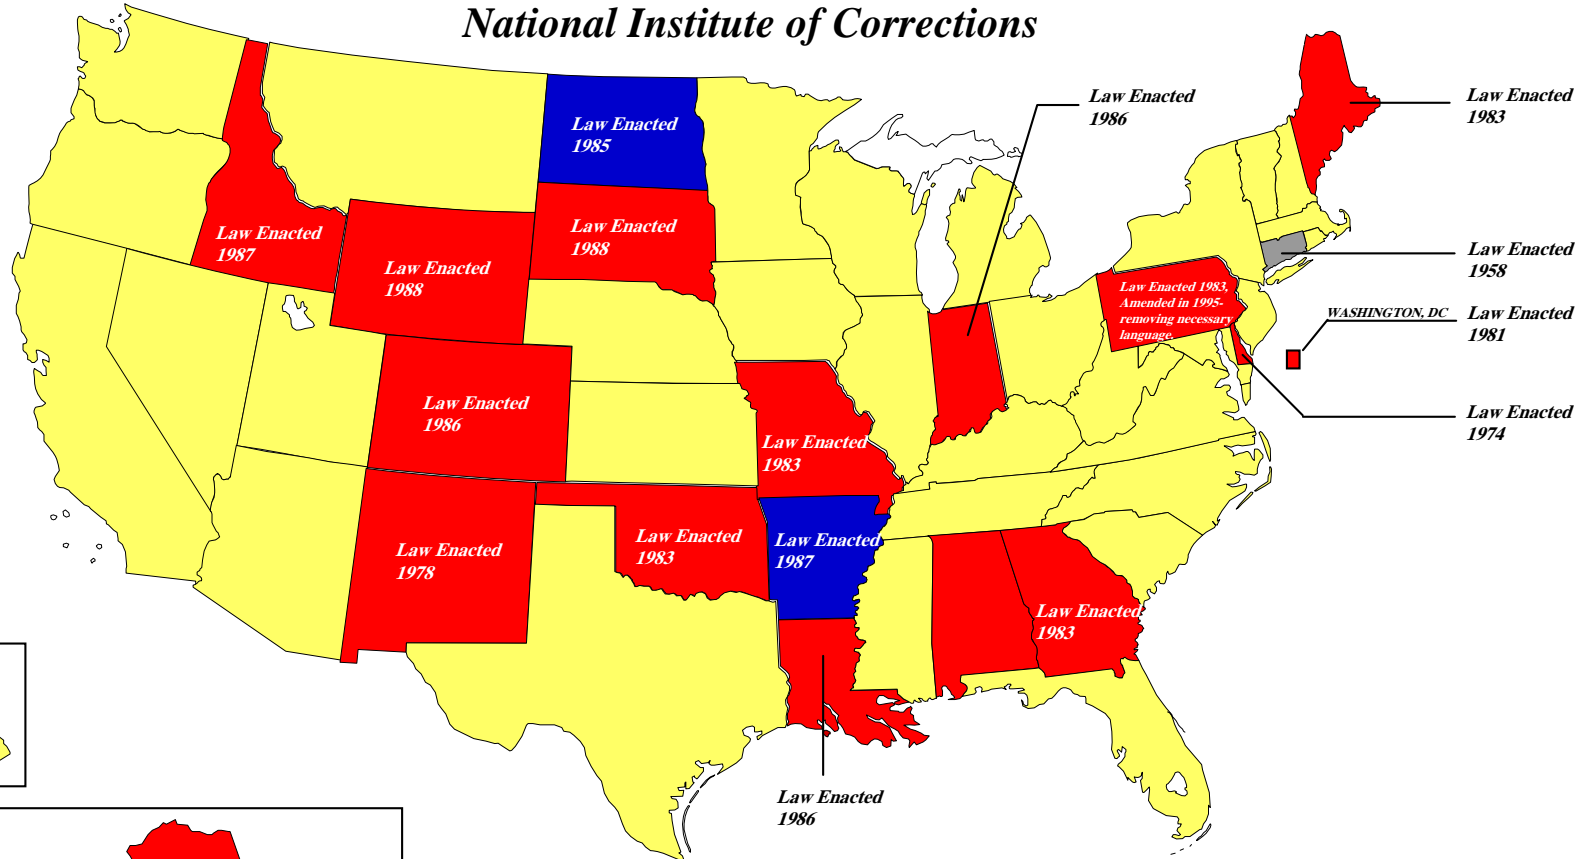 National Institute of Corrections
Law Enacted
1986
Law Enacted
1983
Law Enacted
1985
Law Enacted
1987
Law Enacted
1988
Law Enacted
1988
Law Enacted
1958
Law Enacted 1983,
Amended in 1995-
removing necessary
language.
WASHINGTON, DC
Law Enacted
1981
Law Enacted
1986
Law Enacted
1974
Law Enacted
1983
Law Enacted
1978
Law Enacted
1983
Law Enacted
1987
Law Enacted
1983
Law Enacted
1986